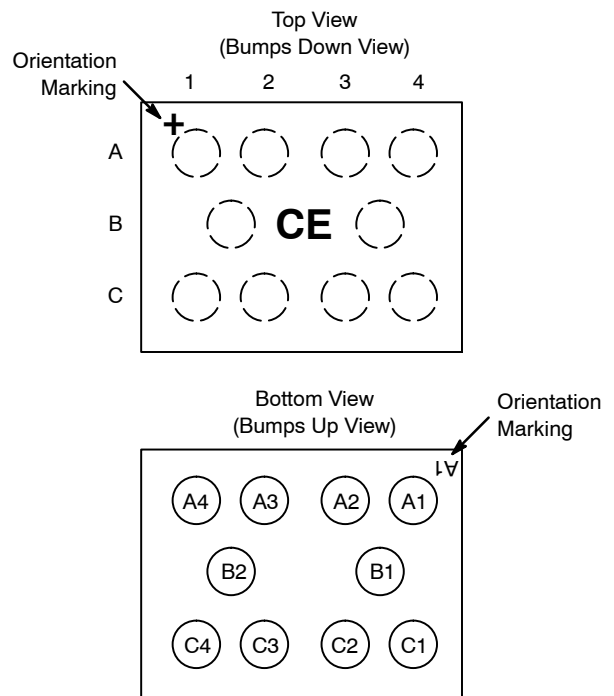 Top View
(Bumps Down View)
Orientation
Marking
1 2 3 4
+
A
B CE
C
Bottom View
(Bumps Up View)
Orientation
Marking
A1
A4 A3 A2 A1
B2 B1
C4 C3 C2 C1